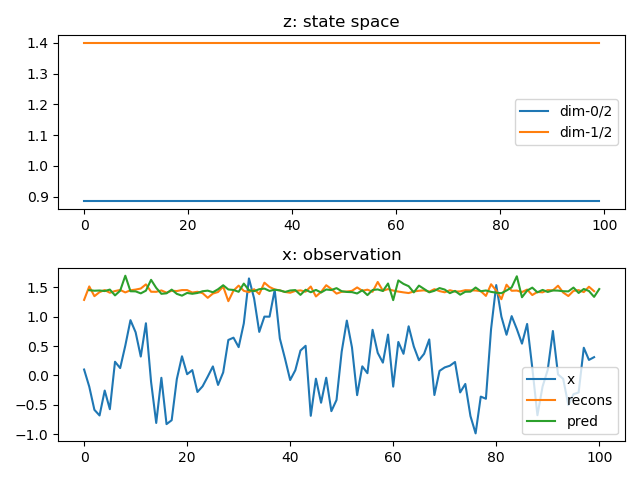 z: state space
1.4
1.3
1.2
1.1
1.0
0.9
dim-0/2
dim-1/2
0 20 40 60 80 100
x: observation
1.5
1.0
0.5
0.0
−0.5
−1.0
x
recons
pred
0 20 40 60 80 100